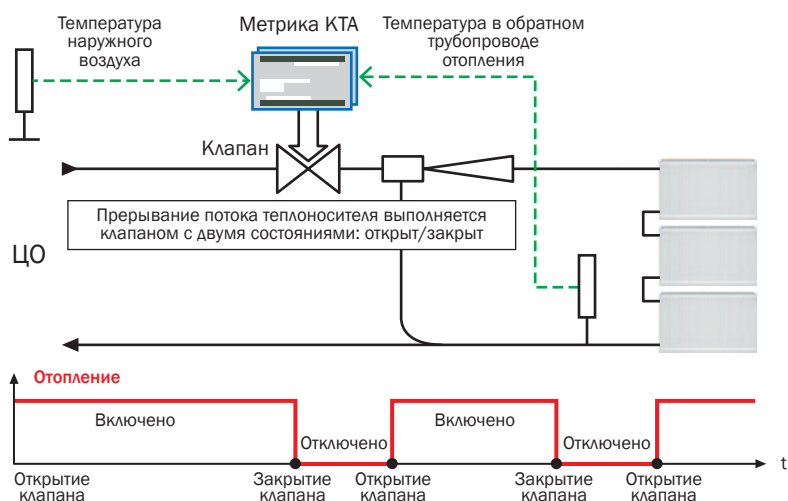 Температура
наружного
воздуха
Метрика КТА
Температура в обратном
трубопроводе
отопления
Клапан
Прерывание потока теплоносителя выполняется
клапаном с двумя состояниями: открыт/закрыт
ЦО
Отопление
Включено
Отключено
Включено
Отключено
t
Открытие
клапана
Закрытие
клапана
Открытие
клапана
Закрытие
клапана
Открытие
клапана